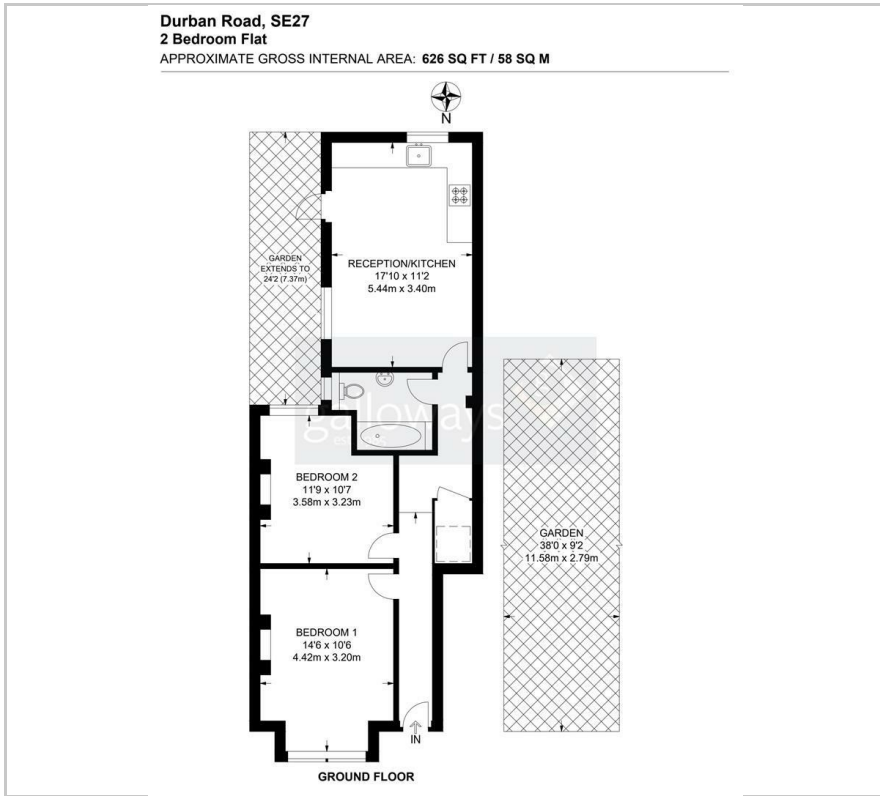 Durban Road, SE27
2 Bedroom Flat
APPROXIMATE GROSS INTERNAL AREA: 626 SQ FT / 58 SQ M
N
GARDEN
EXTENDS TO
24'2 (7.37m)
RECEPTION/KITCHEN
17'10 x 11'2
5.44m x 3.40m
galloways
BEDROOM 2
11'9 x 10'7
3.58m x 3.23m
GARDEN
38'0 x 9'2
11.58m x 2.79m
BEDROOM 1
14'6 x 10'6
4.42m x 3.20m
IN
GROUND FLOOR